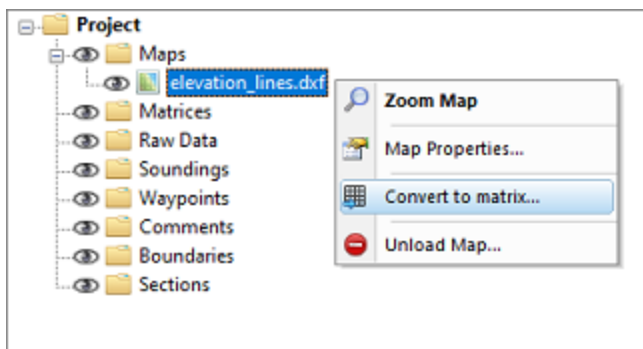 Project
Maps
elevation_lines.dxf
Matrices
Raw Data
Soundings
Waypoints
Comments
Boundaries
Sections
Zoom Map
Map Properties...
Convert to matrix...
Unload Map...